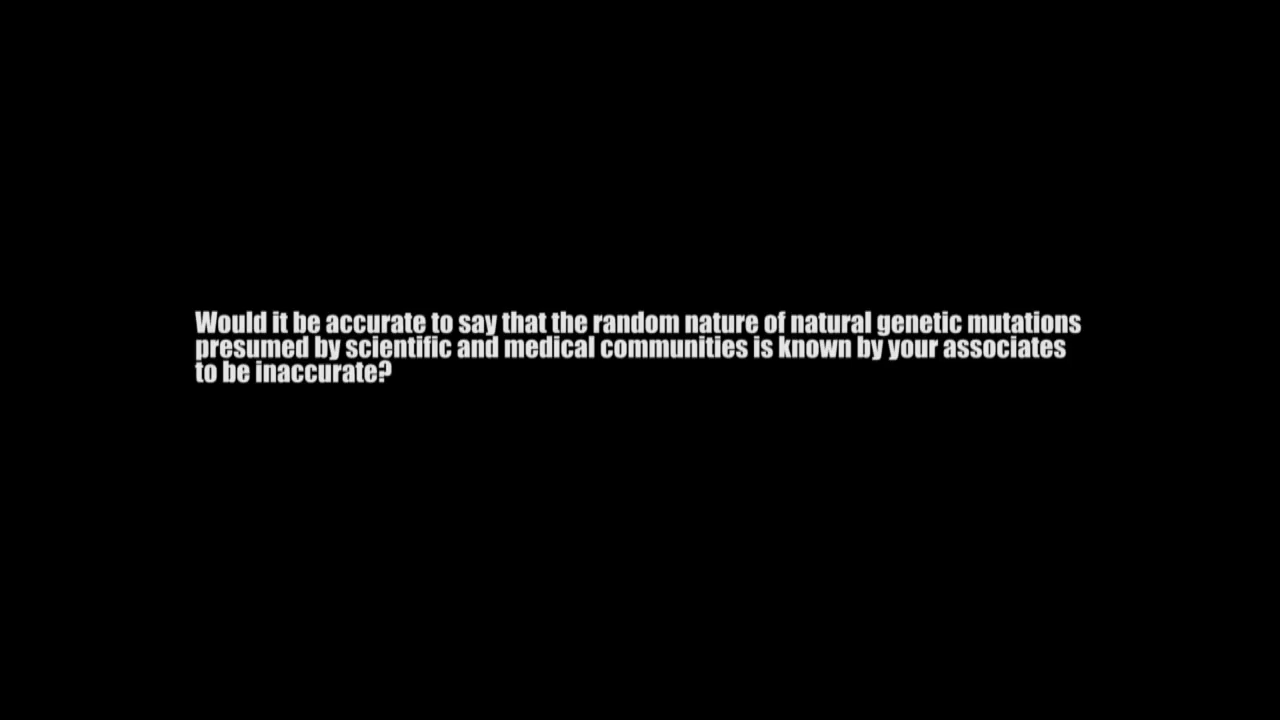 Would it be accurate to say that the random nature of natural genetic mutations
presumed by scientific and medical communities is known by your associates
to be inaccurate?